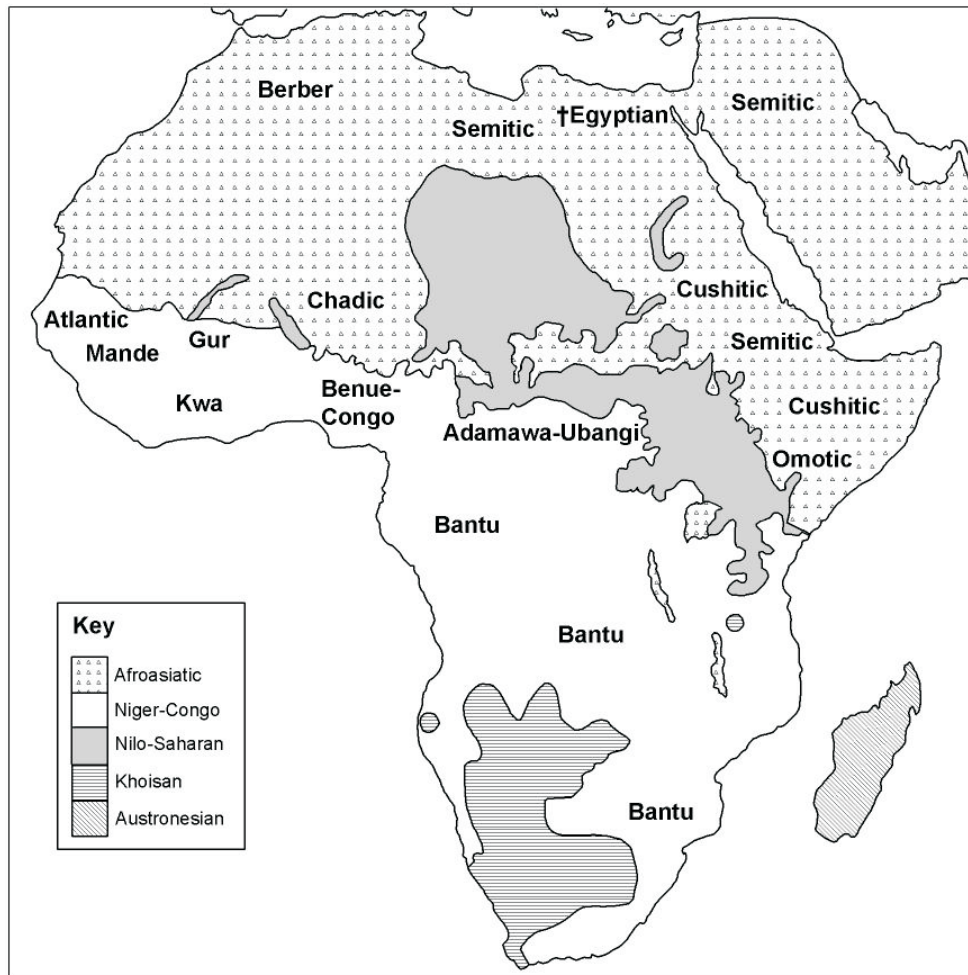 Berber
Semitic
†Egyptian
Semitic
Chadic
Cushitic
Atlantic
Mande
Gur
Semitic
Kwa
Benue-
Congo
Adamawa-Ubangi
Cushitic
Omotic
Bantu
Bantu
Bantu
Key
Afroasiatic
Niger-Congo
Nilo-Saharan
Khoisan
Austronesian